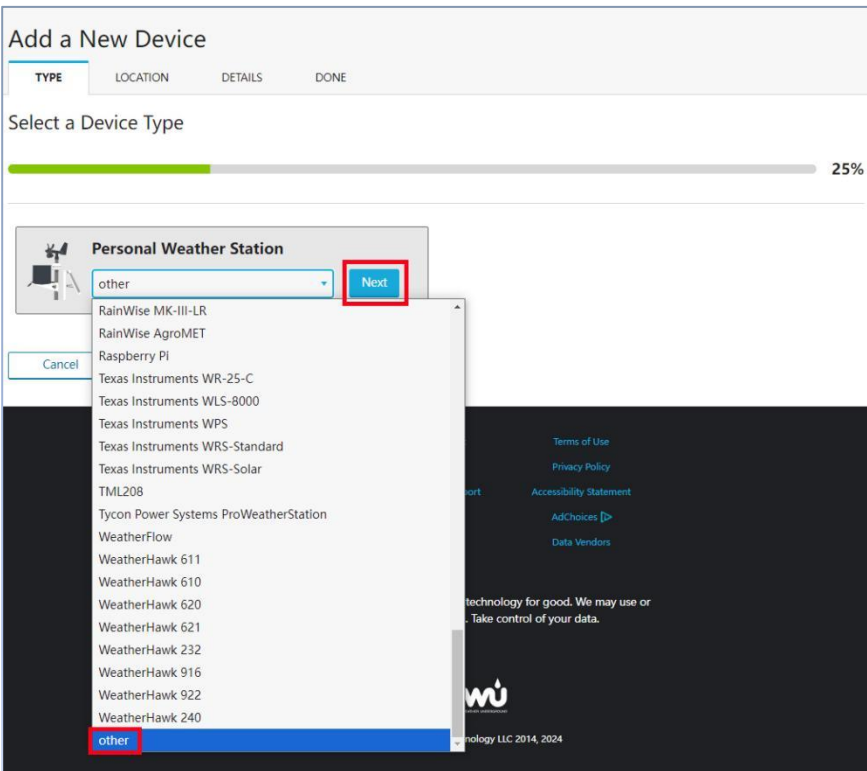 Add a New Device
TYPE LOCATION DETAILS DONE
Select a Device Type
25%
Personal Weather Station
other Next
RainWise MK-III-LR
RainWise AgroMET
Raspberry Pi
Cancel
Texas Instruments WR-25-C
Texas Instruments WLS-8000
Texas Instruments WPS
Texas Instruments WRS-Standard
Texas Instruments WRS-Solar
TML208
Tycon Power Systems ProWeatherStation
WeatherFlow
WeatherHawk 611
WeatherHawk 610
WeatherHawk 620
WeatherHawk 621
WeatherHawk 232
WeatherHawk 916
WeatherHawk 922
WeatherHawk 240
other
Terms of Use
Privacy Policy
port Accessibility Statement
AdChoices
Data Vendors
technology for good. We may use or
. Take control of your data.
wu
nology LLC 2014, 2024